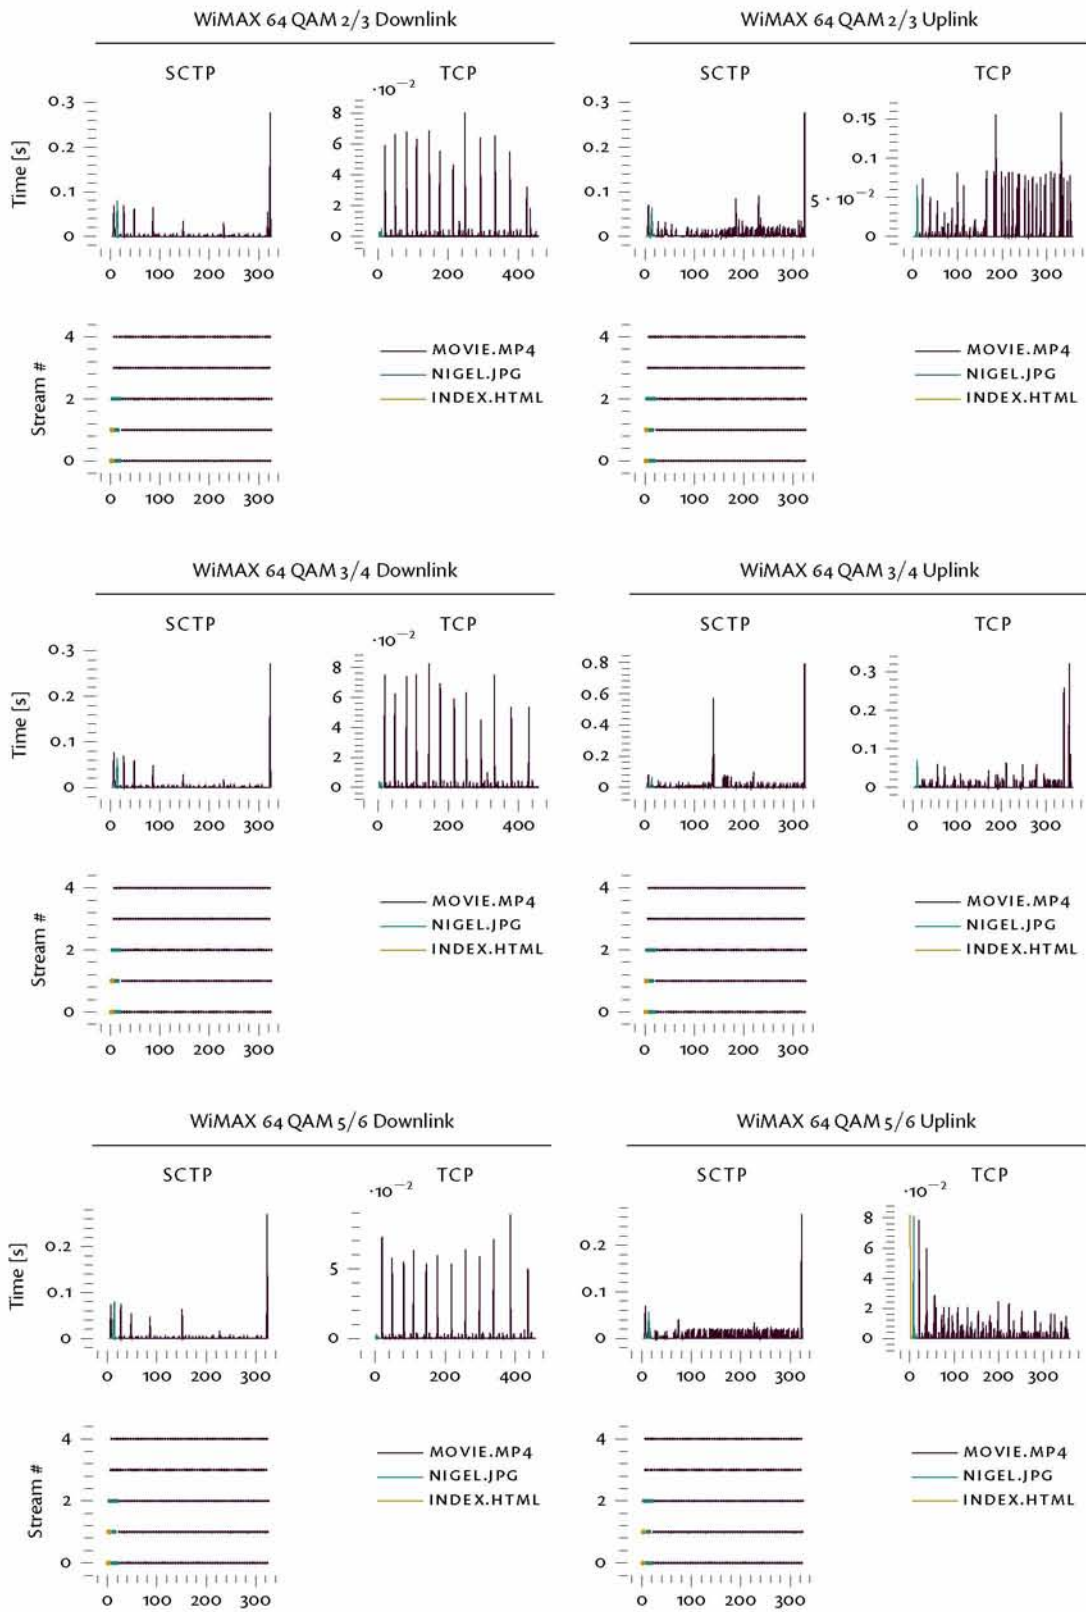 WiMAX 64 QAM 2/3 Downlink
WiMAX 64 QAM 2/3 Uplink
SCTP
TCP
SCTP
TCP
Time [s]
0.3
0.2
0.1
0
0 100 200 300
·10−2
8
6
4
2
0
0 200 400
0.3
0.2
0.1
0
0 100 200 300
0.15
0.1
5 · 10−2
0
0 100 200 300
Stream #
4
2
0
0 100 200 300
MOVIE.MP4
NIGEL.JPG
INDEX.HTML
4
2
0
0 100 200 300
MOVIE.MP4
NIGEL.JPG
INDEX.HTML
WiMAX 64 QAM 3/4 Downlink
WiMAX 64 QAM 3/4 Uplink
SCTP
TCP
SCTP
TCP
Time [s]
0.3
0.2
0.1
0
0 100 200 300
·10−2
8
6
4
2
0
0 200 400
0.8
0.6
0.4
0.2
0
0 100 200 300
0.3
0.2
0.1
0
0 100 200 300
Stream #
4
2
0
0 100 200 300
MOVIE.MP4
NIGEL.JPG
INDEX.HTML
4
2
0
0 100 200 300
MOVIE.MP4
NIGEL.JPG
INDEX.HTML
WiMAX 64 QAM 5/6 Downlink
WiMAX 64 QAM 5/6 Uplink
SCTP
TCP
SCTP
TCP
Time [s]
0.2
0.1
0
0 100 200 300
·10−2
5
0
0 200 400
0.2
0.1
0
0 100 200 300
·10−2
8
6
4
2
0
0 100 200 300
Stream #
4
2
0
0 100 200 300
MOVIE.MP4
NIGEL.JPG
INDEX.HTML
4
2
0
0 100 200 300
MOVIE.MP4
NIGEL.JPG
INDEX.HTML